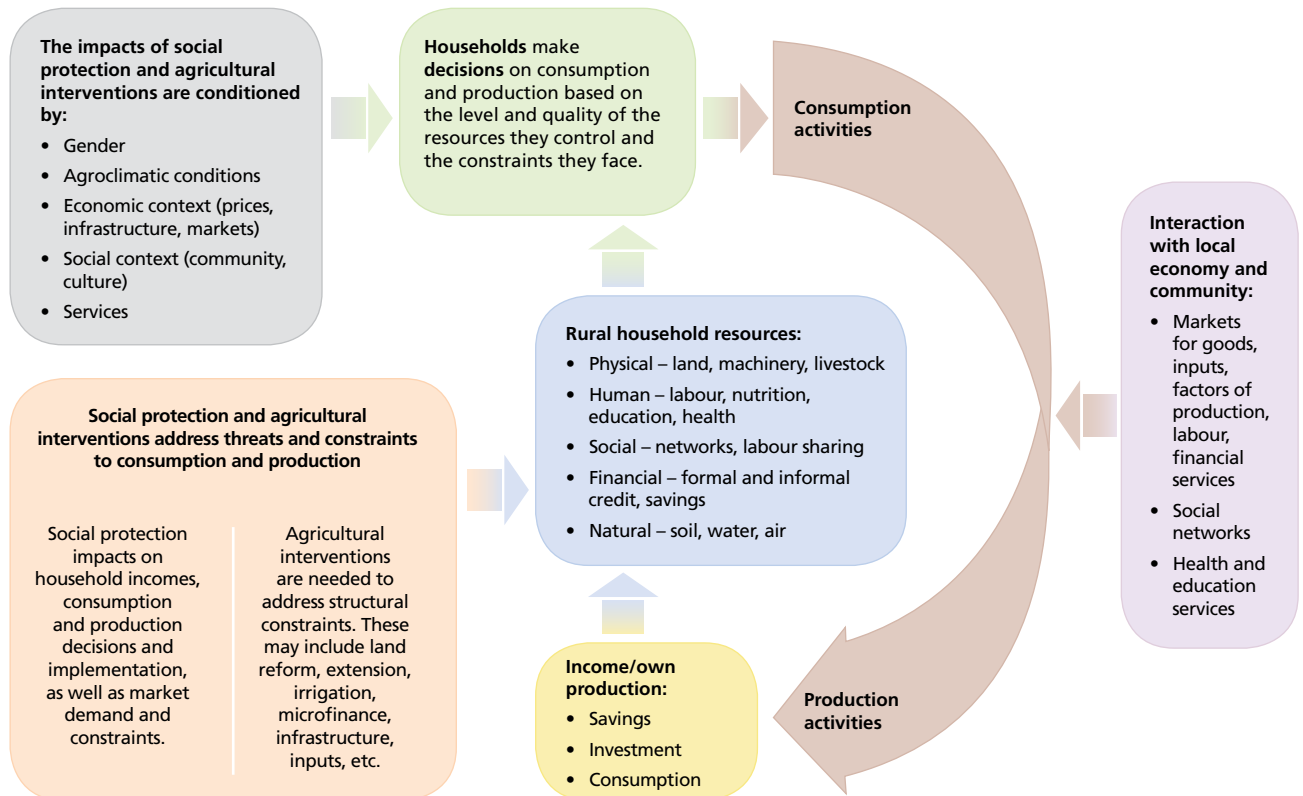 The impacts of social
protection and agricultural
interventions are conditioned
by:
• Gender
• Agroclimatic conditions
• Economic context (prices,
infrastructure, markets)
• Social context (community,
culture)
• Services
Households make
decisions on consumption
and production based on
the level and quality of the
resources they control and
the constraints they face.
Consumption
activities
Interaction
with local
economy and
community:
• Markets
for goods,
inputs,
factors of
production,
labour,
financial
services
• Social
networks
• Health and
education
services
Rural household resources:
• Physical – land, machinery, livestock
• Human – labour, nutrition,
education, health
• Social – networks, labour sharing
• Financial – formal and informal
credit, savings
• Natural – soil, water, air
Social protection and agricultural
interventions address threats and constraints
to consumption and production
Social protection
impacts on
household incomes,
consumption
and production
decisions and
implementation,
as well as market
demand and
constraints.
Agricultural
interventions
are needed to
address structural
constraints. These
may include land
reform, extension,
irrigation,
microfinance,
infrastructure,
inputs, etc.
Income/own
production:
• Savings
• Investment
• Consumption
Production
activities